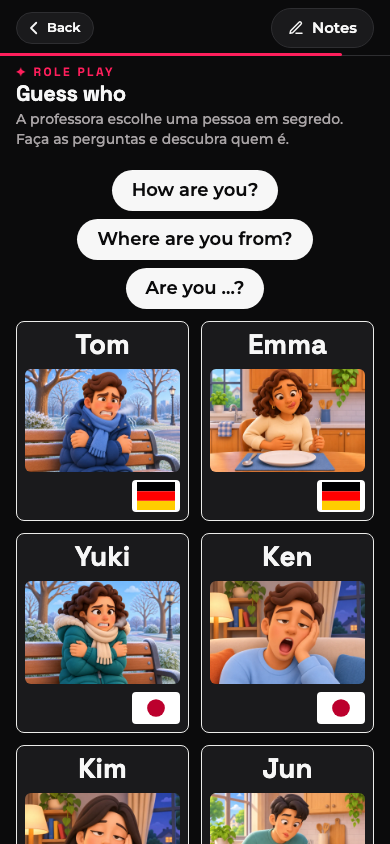 Back
Notes
ROLE PLAY
Guess who
A professora escolhe uma pessoa em segredo.
Faça as perguntas e descubra quem é.
How are you?
Where are you from?
Are you ...?
Tom
Emma
Yuki
Ken
Kim
Jun